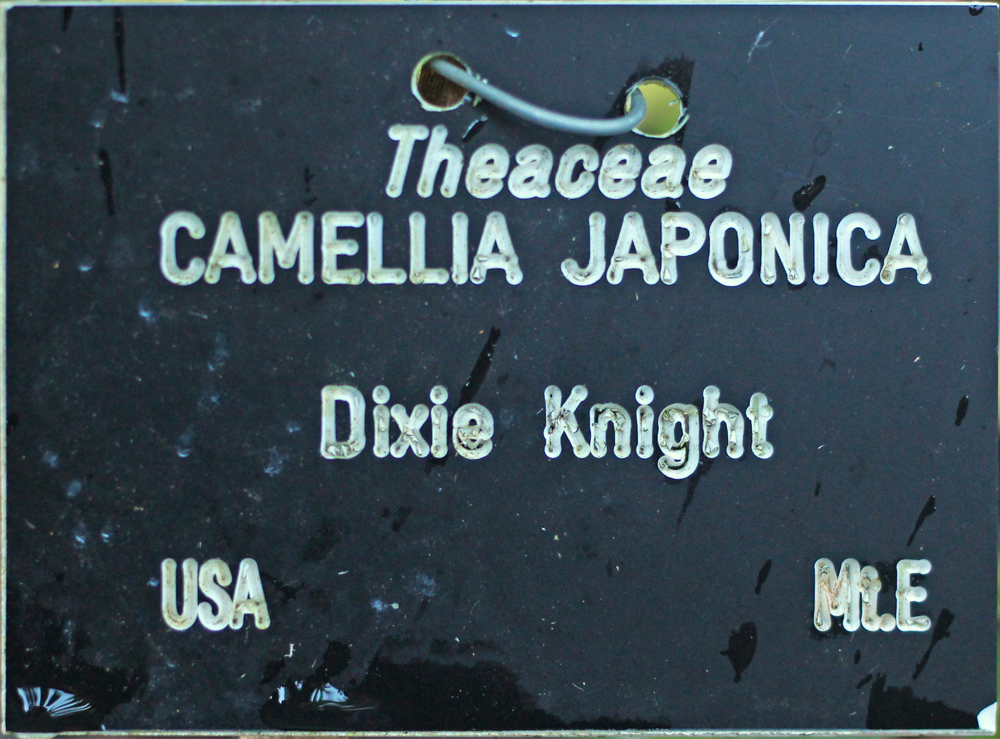 Theaceae
CAMELLIA JAPONICA
Dixie Knight
USA Mt.E